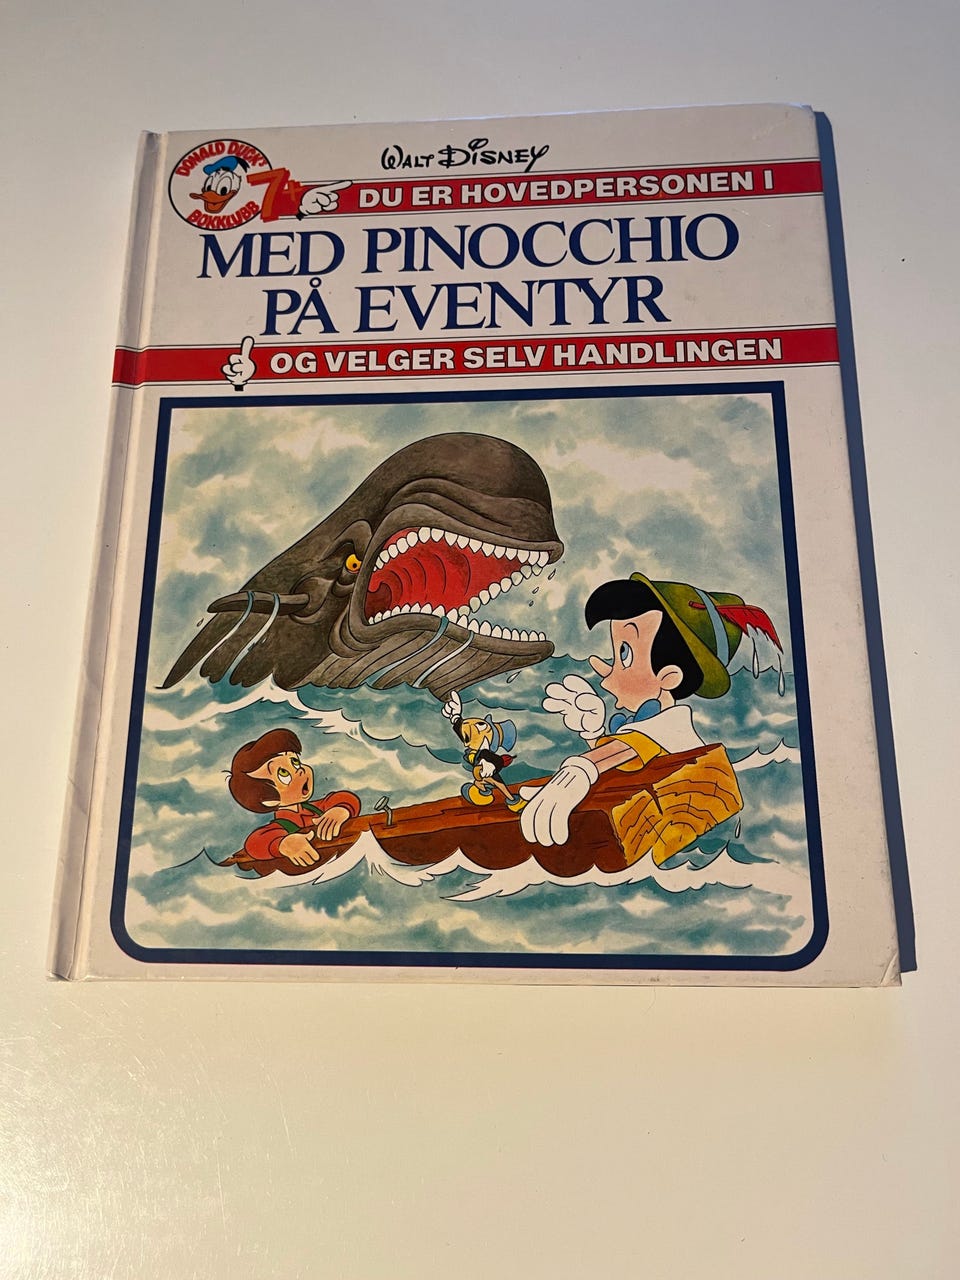 DONALD DUCK'S
BOKKLUBB
7+
WALT DISNEY
DU ER HOVEDPERSONEN I
MED PINOCCHIO
PÅ EVENTYR
OG VELGER SELV HANDLINGEN